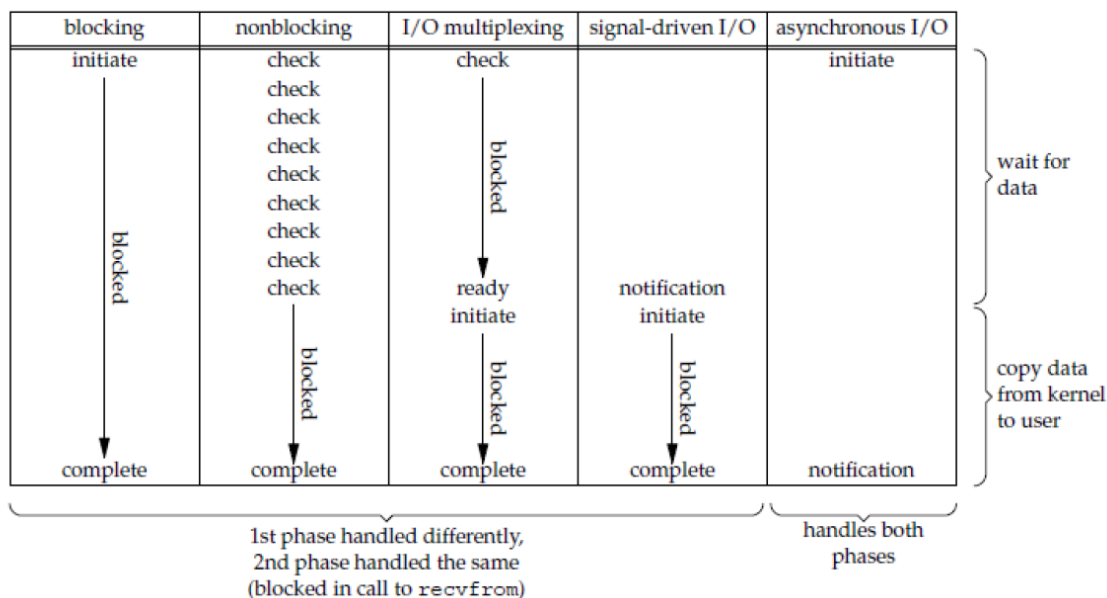 blocking nonblocking I/O multiplexing signal-driven I/O asynchronous I/O
initiate check check initiate
check
check
check
check
check
check
check
check ready notification
initiate initiate
blocked
blocked
blocked
blocked
blocked
complete complete complete complete notification
wait for
data
copy data
from kernel
to user
1st phase handled differently,
2nd phase handled the same
(blocked in call to recvfrom)
handles both
phases